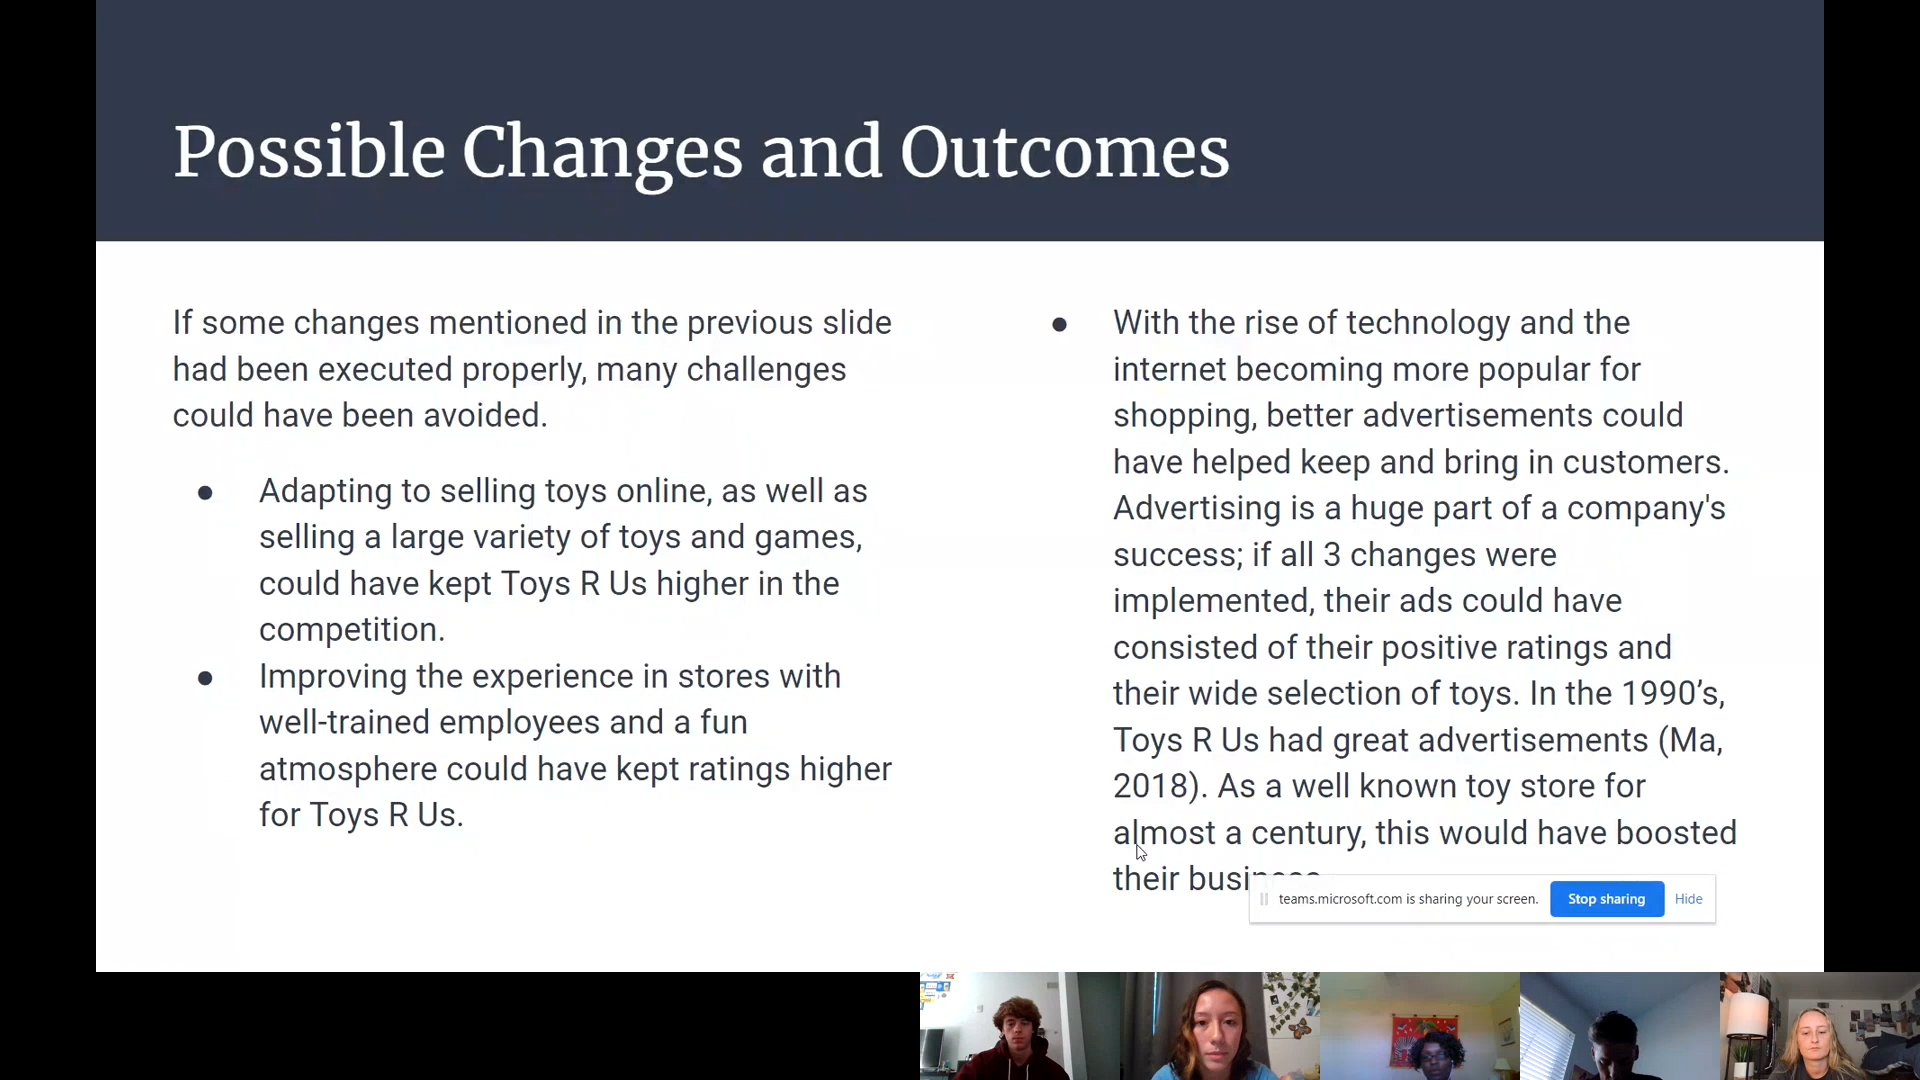 Possible Changes and Outcomes
If some changes mentioned in the previous slide
had been executed properly, many challenges
could have been avoided.
● Adapting to selling toys online, as well as
selling a large variety of toys and games,
could have kept Toys R Us higher in the
competition.
● Improving the experience in stores with
well-trained employees and a fun
atmosphere could have kept ratings higher
for Toys R Us.
● With the rise of technology and the
internet becoming more popular for
shopping, better advertisements could
have helped keep and bring in customers.
Advertising is a huge part of a company's
success; if all 3 changes were
implemented, their ads could have
consisted of their positive ratings and
their wide selection of toys. In the 1990’s,
Toys R Us had great advertisements (Ma,
2018). As a well known toy store for
almost a century, this would have boosted
their business
teams.microsoft.com is sharing your screen.
Stop sharing
Hide